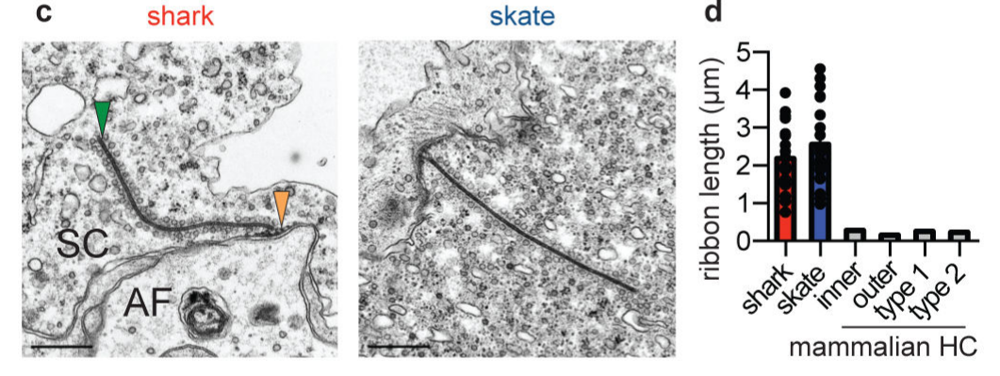 c
shark
skate
SC
AF
d
ribbon length (μm)
5
4
3
2
1
0
shark
skate
inner
outer
type 1
type 2
mammalian HC